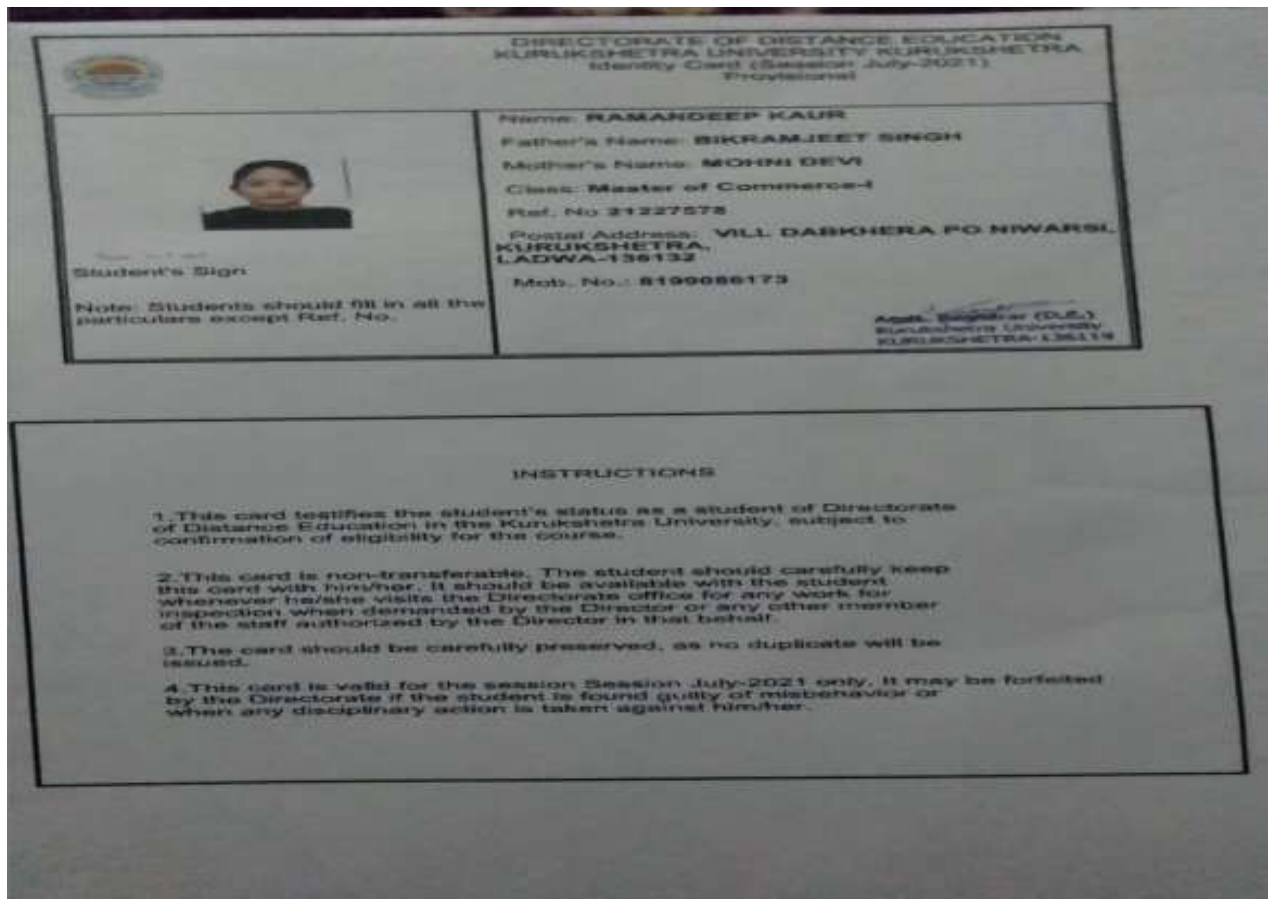 DIRECTORATE OF DISTANCE EDUCATION
KURUKSHETRA UNIVERSITY KURUKSHETRA
Identity Card (Session July-2021)
Provisional
Name: RAMANDEEP KAUR
Father's Name: BIKRAMJEET SINGH
Mother's Name: MOHNI DEVI
Class: Master of Commerce-I
Ref. No 21227578
Postal Address: VILL DABKHERA PO NIWARSI,
KURUKSHETRA,
LADWA-136132
Mob. No.: 8199086173
Student's Sign
Note: Students should fill in all the
particulars except Ref. No.
Registrar (D.E.)
Kurukshetra University
KURUKSHETRA-136119
INSTRUCTIONS
1.This card testifies the student's status as a student of Directorate
of Distance Education in the Kurukshetra University, subject to
confirmation of eligibility for the course.
2.This card is non-transferable. The student should carefully keep
this card with him/her. It should be available with the student
whenever he/she visits the Directorate office for any work for
inspection when demanded by the Director or any other member
of the staff authorized by the Director in that behalf.
3.The card should be carefully preserved, as no duplicate will be
issued.
4.This card is valid for the session Session July-2021 only. It may be forfeited
by the Directorate if the student is found guilty of misbehavior or
when any disciplinary action is taken against him/her.